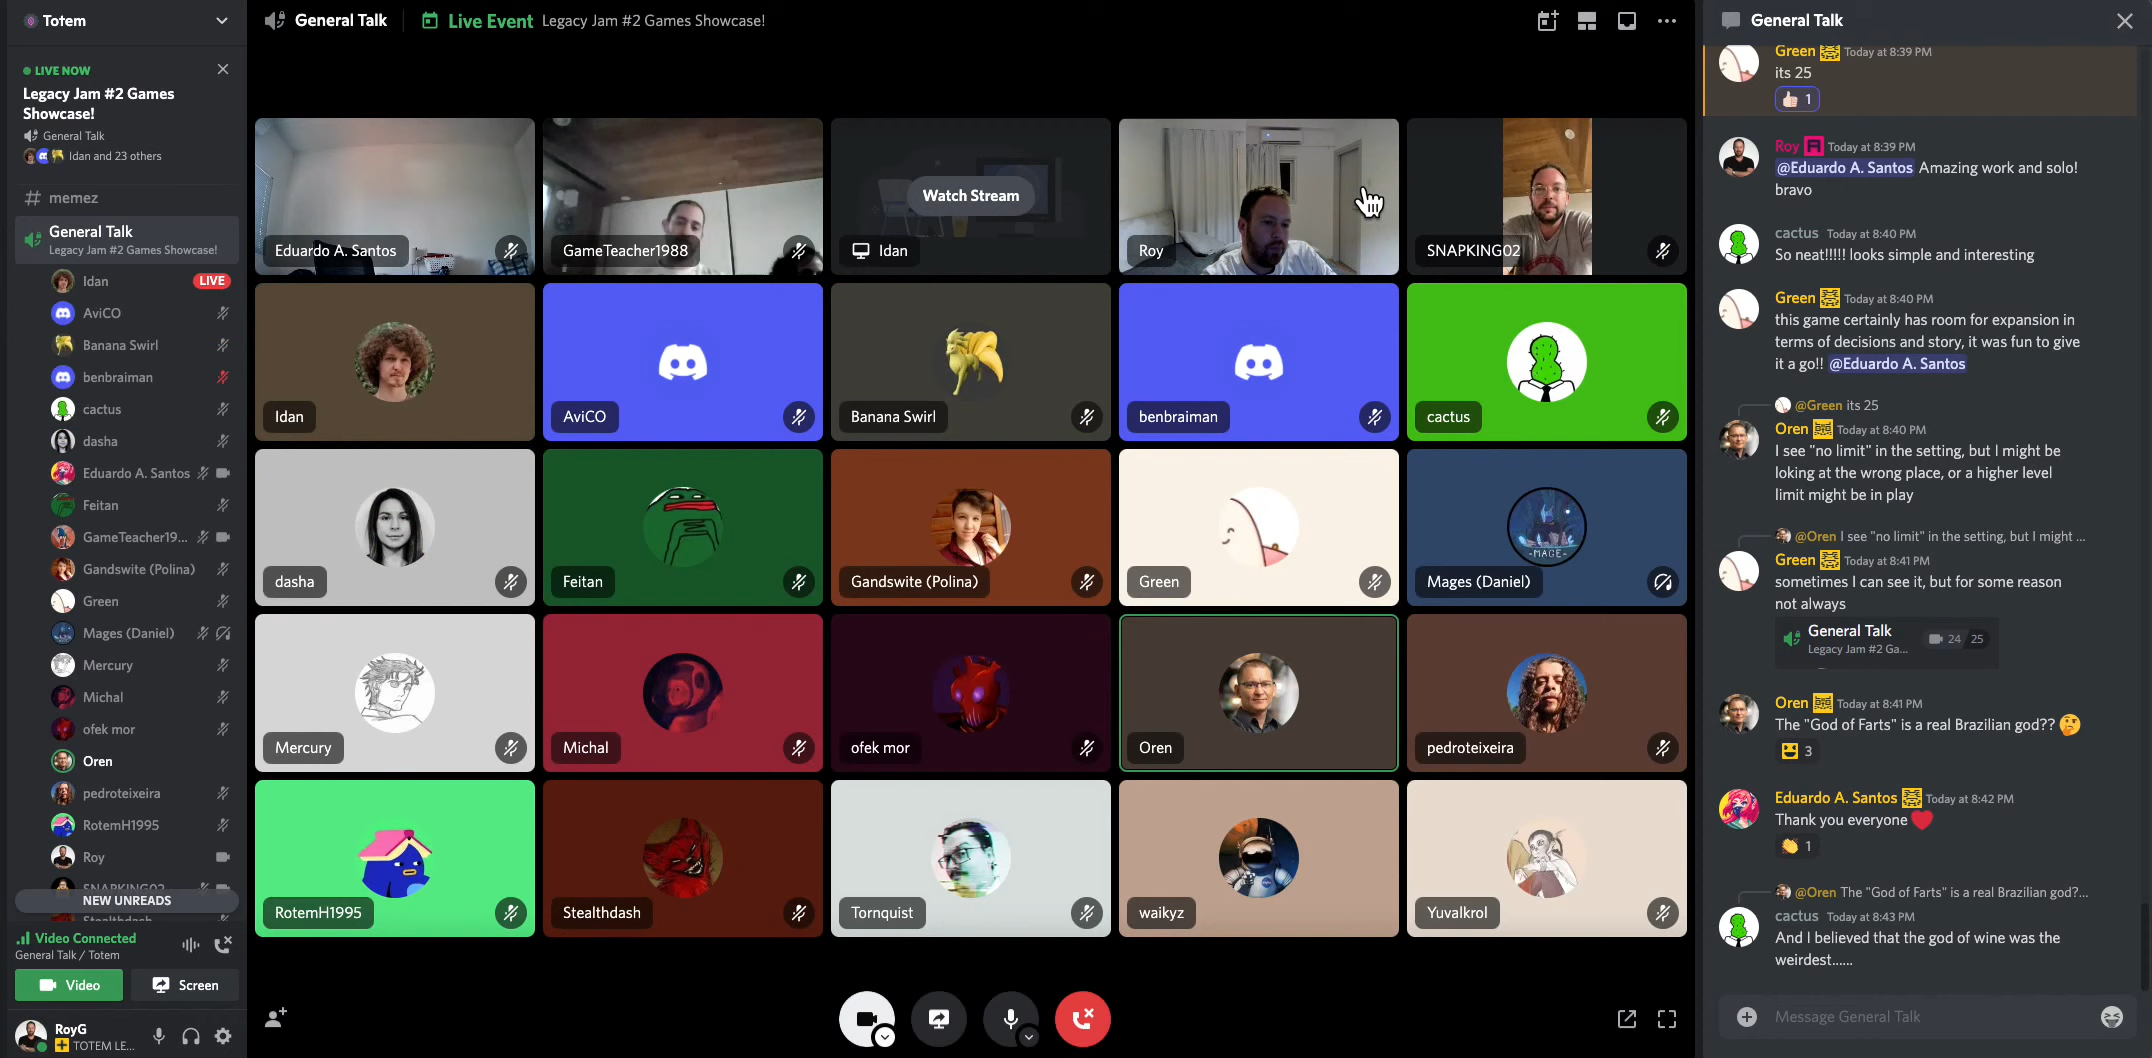 Totem
LIVE NOW
Legacy Jam #2 Games
Showcase!
General Talk
Idan and 23 others
# memez
General Talk
Legacy Jam #2 Games Showcase!
Idan
LIVE
AviCO
Banana Swirl
benbraiman
cactus
dasha
Eduardo A. Santos
Feitan
GameTeacher19...
Gandswite (Polina)
Green
Mages (Daniel)
Mercury
Michal
ofek mor
Oren
pedroteixeira
RotemH1995
Roy
SNAPKING02
NEW UNREADS
Stealthdash
Video Connected
General Talk / Totem
Video
Screen
RoyG
TOTEM LE...
General Talk
Live Event
Legacy Jam #2 Games Showcase!
Eduardo A. Santos
GameTeacher1988
Watch Stream
Idan
Roy
SNAPKING02
Idan
AviCO
Banana Swirl
benbraiman
cactus
dasha
Feitan
Gandswite (Polina)
Green
-MAGE-
Mages (Daniel)
Mercury
Michal
ofek mor
Oren
pedroteixeira
RotemH1995
Stealthdash
Tornquist
waikyz
Yuvalkrol
General Talk
Green Today at 8:39 PM
its 25
1
Roy Today at 8:39 PM
@Eduardo A. Santos Amazing work and solo!
bravo
cactus Today at 8:40 PM
So neat!!!!! looks simple and interesting
Green Today at 8:40 PM
this game certainly has room for expansion in
terms of decisions and story, it was fun to give
it a go!! @Eduardo A. Santos
@Green its 25
Oren Today at 8:40 PM
I see "no limit" in the setting, but I might be
loking at the wrong place, or a higher level
limit might be in play
@Oren I see "no limit" in the setting, but I might ...
Green Today at 8:41 PM
sometimes I can see it, but for some reason
not always
General Talk
24 25
Legacy Jam #2 Ga...
Oren Today at 8:41 PM
The "God of Farts" is a real Brazilian god??
3
Eduardo A. Santos Today at 8:42 PM
Thank you everyone
1
@Oren The "God of Farts" is a real Brazilian god?...
cactus Today at 8:43 PM
And I believed that the god of wine was the
weirdest......
Message General Talk